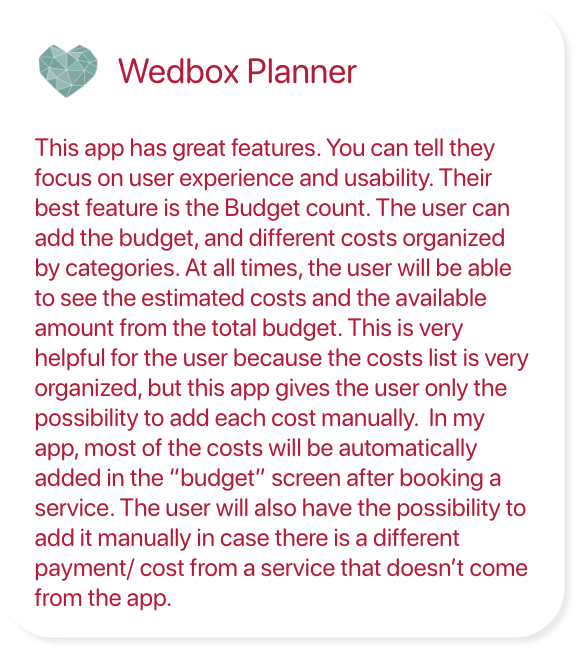 Wedbox Planner
This app has great features. You can tell they
focus on user experience and usability. Their
best feature is the Budget count. The user can
add the budget, and different costs organized
by categories. At all times, the user will be able
to see the estimated costs and the available
amount from the total budget. This is very
helpful for the user because the costs list is very
organized, but this app gives the user only the
possibility to add each cost manually.  In my
app, most of the costs will be automatically
added in the “budget” screen after booking a
service. The user will also have the possibility to
add it manually in case there is a different
payment/ cost from a service that doesn’t come
from the app.